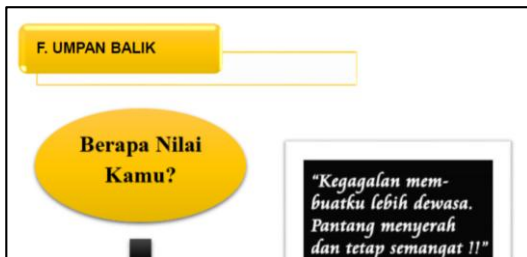 F. UMPAN BALIK
Berapa Nilai
Kamu?
"Kegagalan mem-
buatku lebih dewasa.
Pantang menyerah
dan tetap semangat !!"